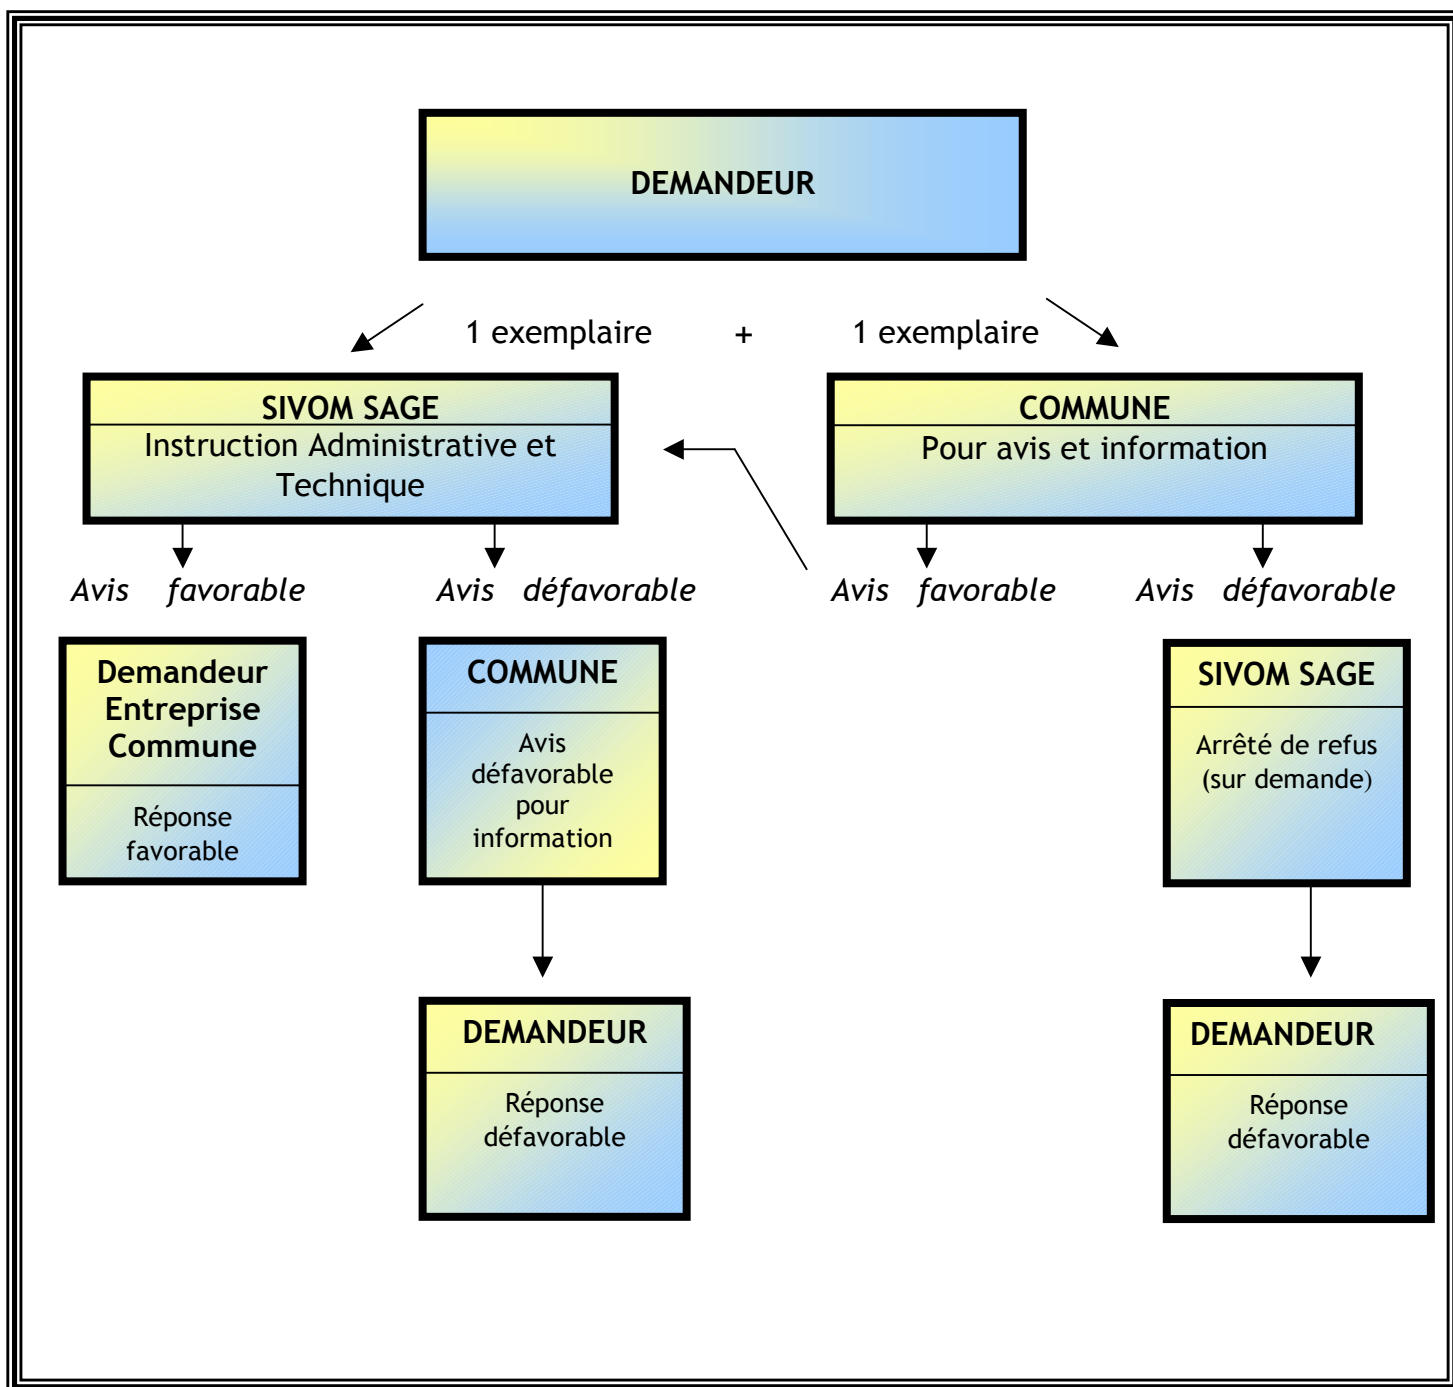 DEMANDEUR
1 exemplaire + 1 exemplaire
SIVOM SAGE
Instruction Administrative et
Technique
COMMUNE
Pour avis et information
Avis favorable
Avis défavorable
Avis favorable
Avis défavorable
Demandeur
Entreprise
Commune
Réponse
favorable
COMMUNE
Avis
défavorable
pour
information
SIVOM SAGE
Arrêté de refus
(sur demande)
DEMANDEUR
Réponse
défavorable
DEMANDEUR
Réponse
défavorable